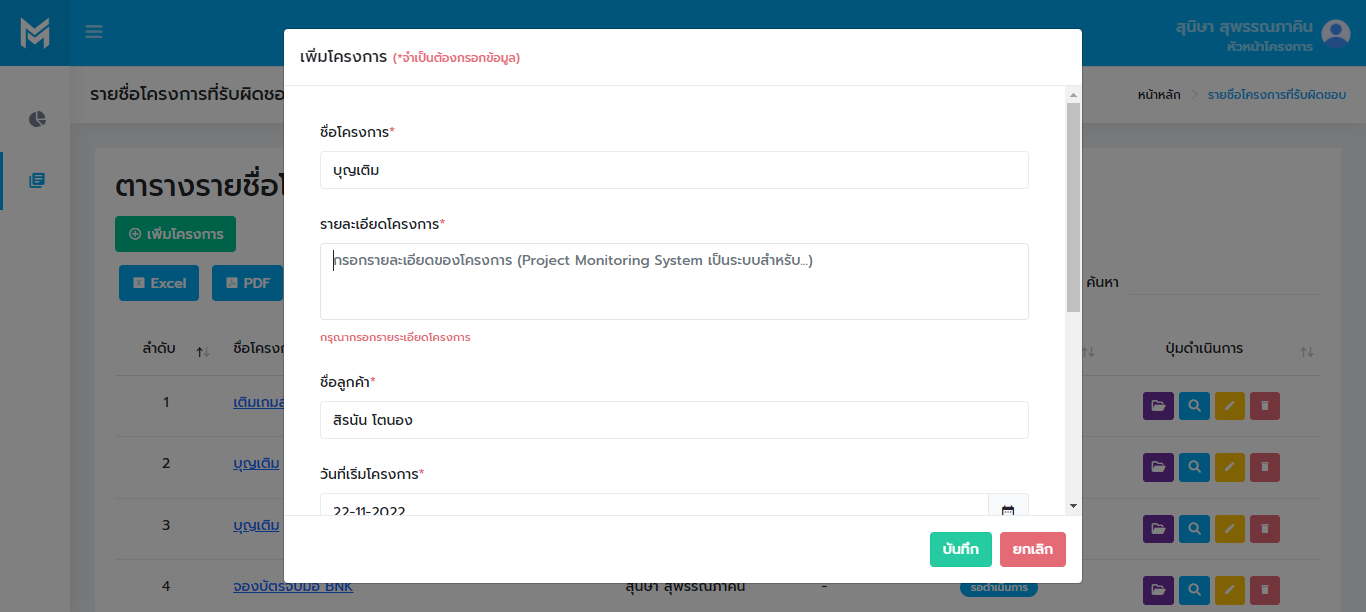 สุนิษา สุพรรณภาคิน
หัวหน้าโครงการ
เพิ่มโครงการ (*จำเป็นต้องกรอกข้อมูล)
รายชื่อโครงการที่รับผิดชอ
หน้าหลัก
รายชื่อโครงการที่รับผิดชอบ
ชื่อโครงการ*
บุญเติม
ตารางรายชื่อโ
เพิ่มโครงการ
รายละเอียดโครงการ*
กรอกรายละเอียดของโครงการ (Project Monitoring System เป็นระบบสำหรับ...)
Excel
PDF
ค้นหา
กรุณากรอกรายระเอียดโครงการ
ลำดับ
ชื่อโครงก
ปุ่มดำเนินการ
ชื่อลูกค้า*
1
เติมเกมส
สิรนัน โตนอง
2
บุญเติม
วันที่เริ่มโครงการ*
22-11-2022
3
บุญเติม
บันทึก
ยกเลิก
4
จองบัตรจับมือ BNK
สุนิษา สุพรรณภาคิน
-
รอดำเนินการ